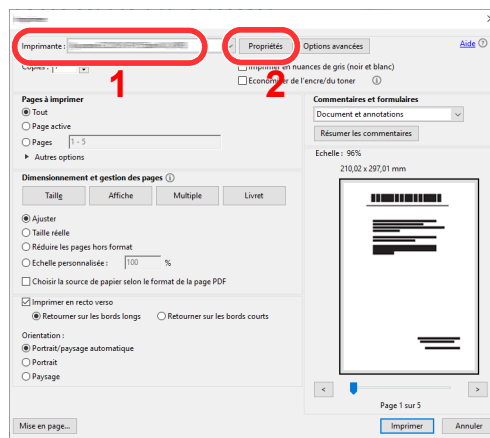 Imprimante :
Propriétés
Options avancées
Aide
Copies :
Imprimer en nuances de gris (noir et blanc)
Economiser de l'encre/du toner
1
2
Pages à imprimer
Tout
Page active
Pages
1 - 5
Autres options
Dimensionnement et gestion des pages
Taille
Affiche
Multiple
Livret
Ajuster
Taille réelle
Réduire les pages hors format
Echelle personnalisée :
100
%
Choisir la source de papier selon le format de la page PDF
Imprimer en recto verso
Retourner sur les bords longs
Retourner sur les bords courts
Orientation :
Portrait/paysage automatique
Portrait
Paysage
Commentaires et formulaires
Document et annotations
Résumer les commentaires
Echelle : 96%
210,02 x 297,01 mm
<
>
Page 1 sur 5
Mise en page...
Imprimer
Annuler